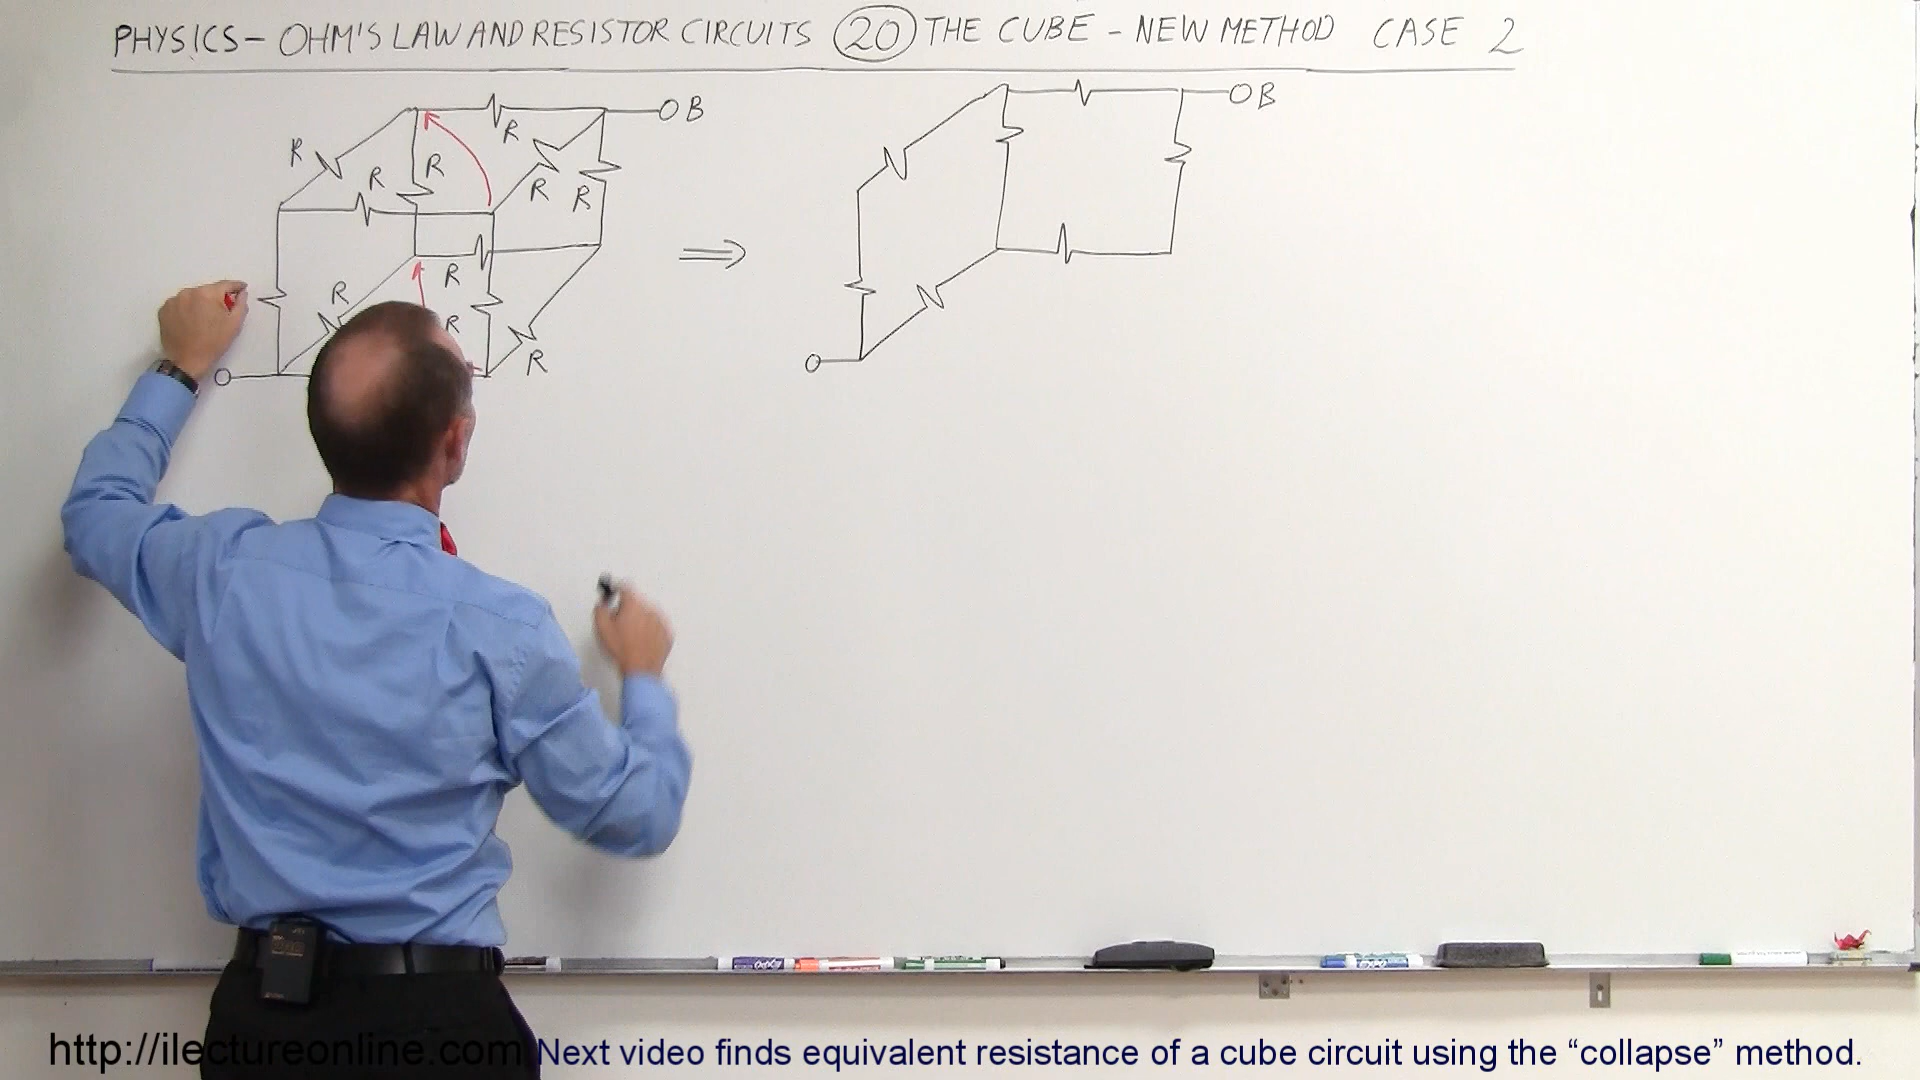 PHYSICS - OHM'S LAW AND RESISTOR CIRCUITS 20 THE CUBE - NEW METHOD CASE 2
B
B
R
R
R
R
R
R
R
R
R
R
EXPO
http://ilectureonline.com Next video finds equivalent resistance of a cube circuit using the “collapse” method.